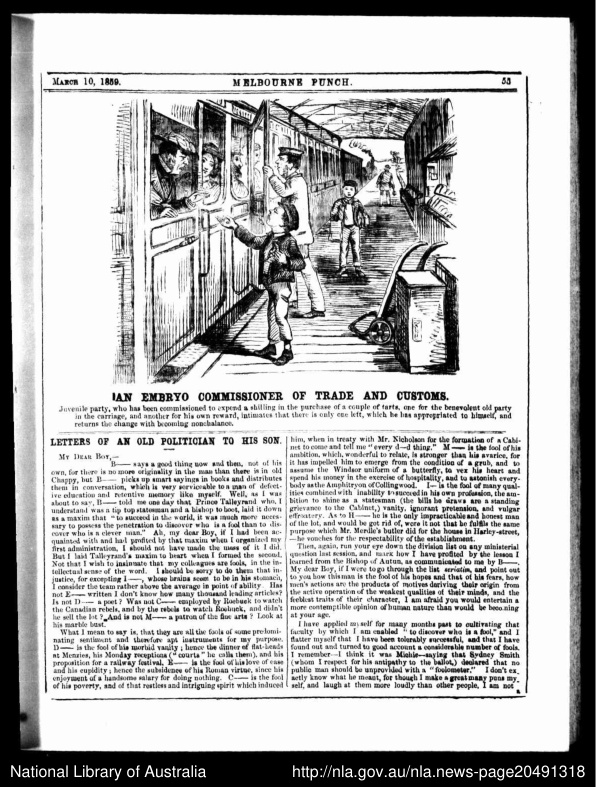 MARCH 10, 1859.
MELBOURNE PUNCH.
53
AN EMBRYO COMMISSIONER OF TRADE AND CUSTOMS.
Juvenile party, who has been commissioned to expend a shilling in the purchase of a couple of tarts, one for the benevolent old party
in the carriage, and another for his own reward, intimates that there is only one left, which he has appropriated to himself, and
returns the change with becoming nonchalance.
LETTERS OF AN OLD POLITICIAN TO HIS SON.
MY DEAR BOY,—
B—— says a good thing now and then, not of his
own, for there is no more originality in the man than there is in old
Chappy, but B—— picks up smart sayings in books and distributes
them in conversation, which is very serviceable to a man of defect-
ive education and retentive memory like myself. Well, as I was
about to say, B—— told me one day that Prince Talleyrand who, I
understand was a tip top statesman and a bishop to boot, laid it down
as a maxim that "to succeed in the world, it was much more neces-
sary to possess the penetration to discover who is a fool than to dis-
cover who is a clever man." Ah, my dear Boy, if I had been ac-
quainted with and had profited by that maxim when I organized my
first administration, I should not have made the mess of it I did.
But I laid Talleyrand's maxim to heart when I formed the second.
Not that I wish to insinuate that my colleagues are fools, in the in-
tellectual sense of the word. I should be sorry to do them that in-
justice, for excepting I——, whose brains seem to be in his stomach,
I consider the team rather above the average in point of ability. Has
not E—— written I don't know how many thousand leading articles?
Is not D—— a poet? Was not C—— employed by Roebuck to watch
the Canadian rebels, and by the rebels to watch Roebuck, and didn't
he sell the lot? And is not M—— a patron of the fine arts? Look at
his marble bust.
What I mean to say is, that they are all the fools of some predomi-
nating sentiment and therefore apt instruments for my purpose.
D—— is the fool of his morbid vanity; hence the dinner of flat-heads
at Menzies, his Monday receptions ("courts" he calls them), and his
proposition for a railway festival. E—— is the fool of his love of ease
and his cupidity; hence the subsidence of his Roman virtue, since his
enjoyment of a handsome salary for doing nothing. C—— is the fool
of his poverty, and of that restless and intriguing spirit which induced
him, when in treaty with Mr. Nicholson for the formation of a Cabi-
net to come and tell me "every d—d thing." M—— is the fool of his
ambition, which, wonderful to relate, is stronger than his avarice, for
it has impelled him to emerge from the condition of a grub, and to
assume the Windsor uniform of a butterfly, to vex his heart and
spend his money in the exercise of hospitality, and to astonish every-
body as the Amphitryon of Collingwood. I— is the fool of many qual-
ities combined with inability to succeed in his own profession, the am-
bition to shine as a statesman (the bills he draws are a standing
grievance to the Cabinet,) vanity, ignorant pretension, and vulgar
effrontery. As to H—— he is the only impracticable and honest man
of the lot, and would be got rid of, were it not that he fulfils the same
purpose which Mr. Merdle's butler did for the house in Harley-street,
—he vouches for the respectability of the establishment.
Then, again, run your eye down the division list on any ministerial
question last session, and mark how I have profited by the lesson I
learned from the Bishop of Autun, as communicated to me by B——.
My dear Boy, if I were to go through the list seriatim, and point out
to you how this man is the fool of his hopes and that of his fears, how
men's actions are the products of motives deriving their origin from
the active operation of the weakest qualities of their minds, and the
feeblest traits of their character, I am afraid you would entertain a
more contemptible opinion of human nature than would be becoming
at your age.
I have applied myself for many months past to cultivating that
faculty by which I am enabled "to discover who is a fool," and I
flatter myself that I have been tolerably successful, and that I have
found out and turned to good account a considerable number of fools.
I remember—I think it was Michie—saying that Sydney Smith
(whom I respect for his antipathy to the ballot,) declared that no
public man should be unprovided with a "foolometer." I don't ex-
actly know what he meant, for though I make a great many puns my-
self, and laugh at them more loudly than other people, I am not
National Library of Australia
http://nla.gov.au/nla.news-page20491318